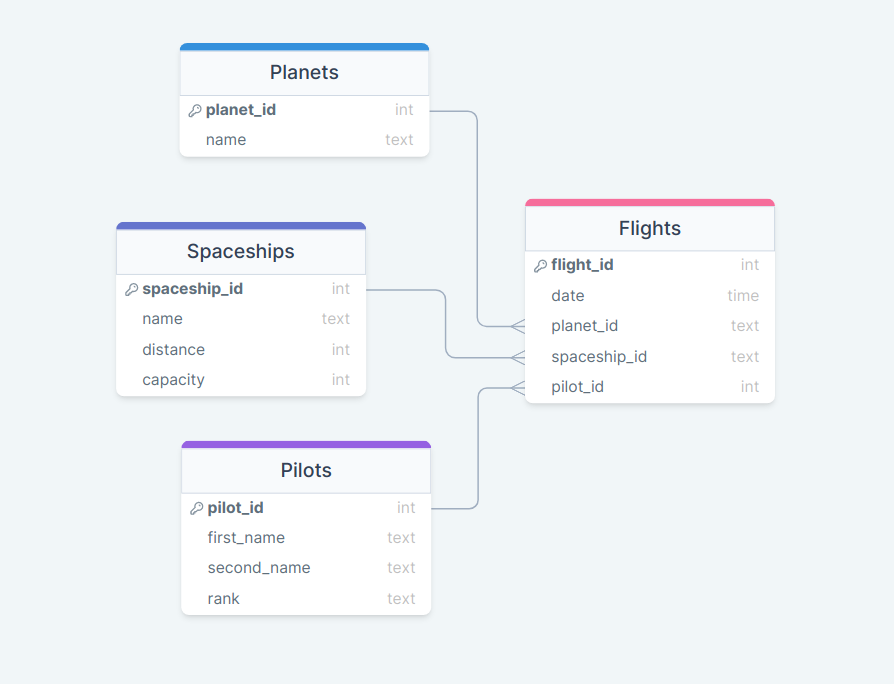 Planets
planet_id int
name text
Spaceships
spaceship_id int
name text
distance int
capacity int
Pilots
pilot_id int
first_name text
second_name text
rank text
Flights
flight_id int
date time
planet_id text
spaceship_id text
pilot_id int